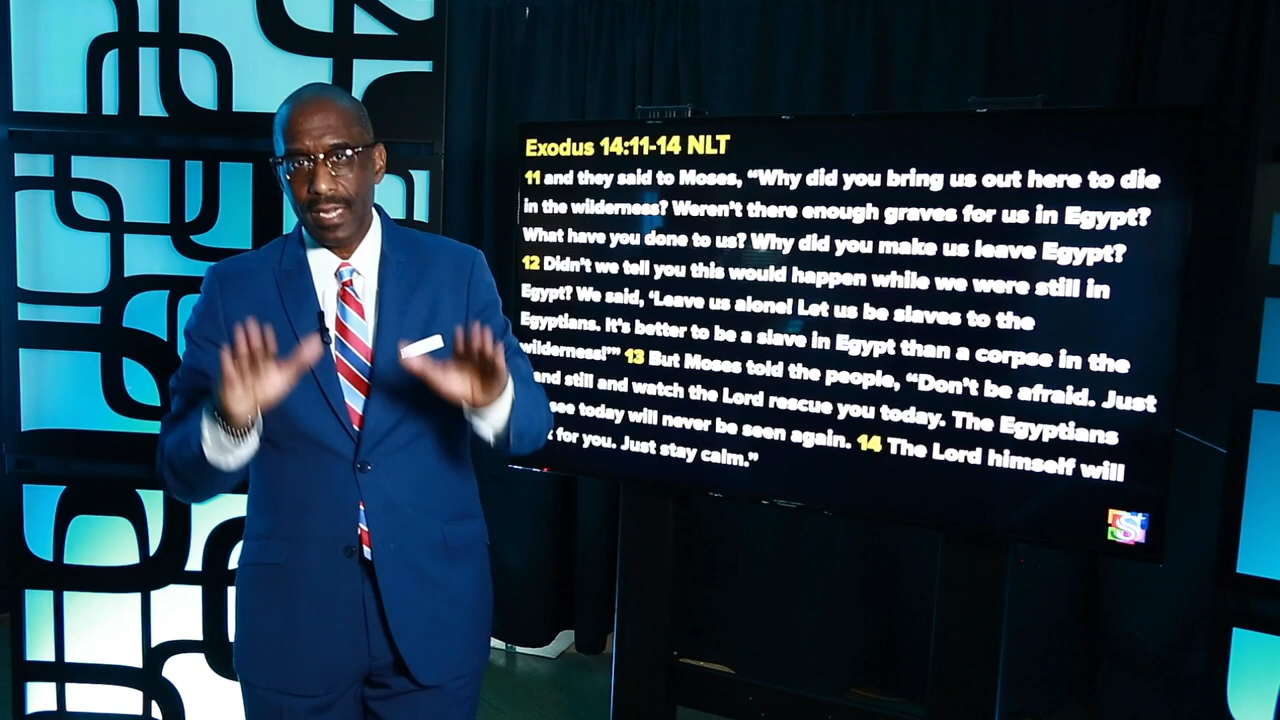 Exodus 14:11-14 NLT
11 and they said to Moses, “Why did you bring us out here to die
in the wilderness? Weren’t there enough graves for us in Egypt?
What have you done to us? Why did you make us leave Egypt?
12 Didn’t we tell you this would happen while we were still in
Egypt? We said, ‘Leave us alone! Let us be slaves to the
Egyptians. It’s better to be a slave in Egypt than a corpse in the
wilderness!’” 13 But Moses told the people, “Don’t be afraid. Just
and still and watch the Lord rescue you today. The Egyptians
see today will never be seen again. 14 The Lord himself will
for you. Just stay calm.”
S